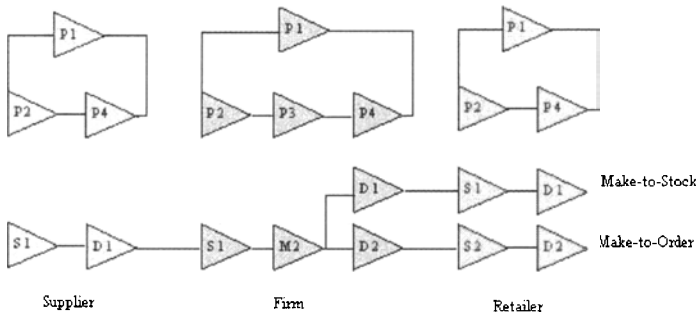 P1 P1 P1
P2 P4 P2 P3 P4 P2 P4
D1 S1 D1 Make-to-Stock
S1 D1 S1 M2 D2 S2 D2 Make-to-Order
Supplier Firm Retailer